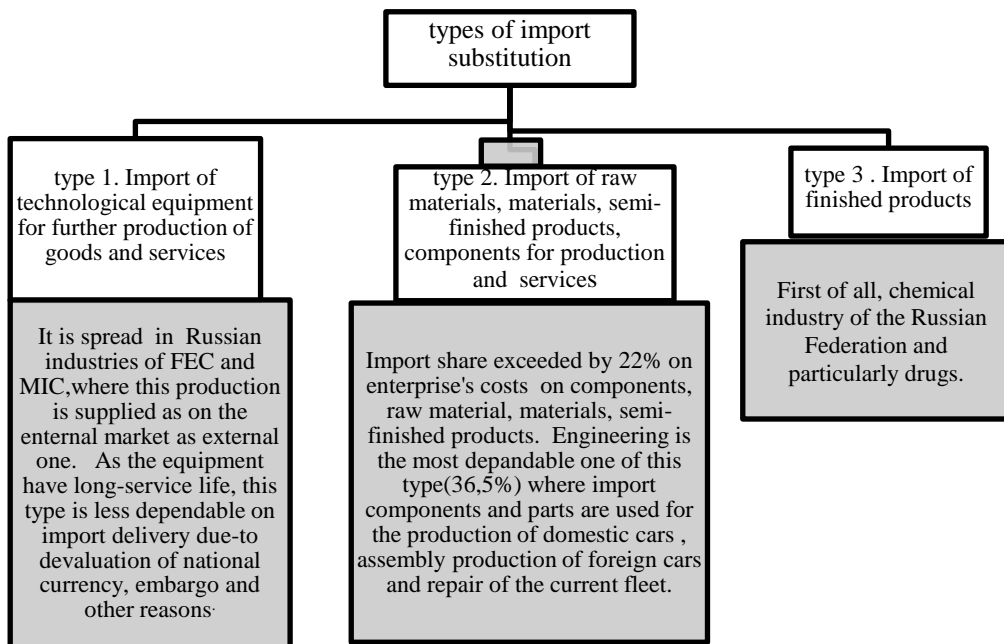 types of import
substitution
type 1. Import of
technological equipment
for further production of
goods and services
It is spread in Russian
industries of FEC and
MIC,where this production
is supplied as on the
enternal market as external
one. As the equipment
have long-service life, this
type is less dependable on
import delivery due-to
devaluation of national
currency, embargo and
other reasons.
type 2. Import of raw
materials, materials, semi-
finished products,
components for production
and services
Import share exceeded by 22% on
enterprise's costs on components,
raw material, materials, semi-
finished products. Engineering is
the most depandable one of this
type(36,5%) where import
components and parts are used for
the production of domestic cars ,
assembly production of foreign cars
and repair of the current fleet.
type 3 . Import of
finished products
First of all, chemical
industry of the Russian
Federation and
particularly drugs.